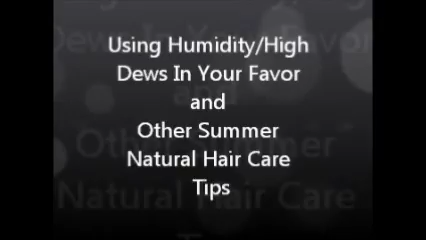 Using Humidity/High
Dews In Your Favor
and
Other Summer
Natural Hair Care
Tips